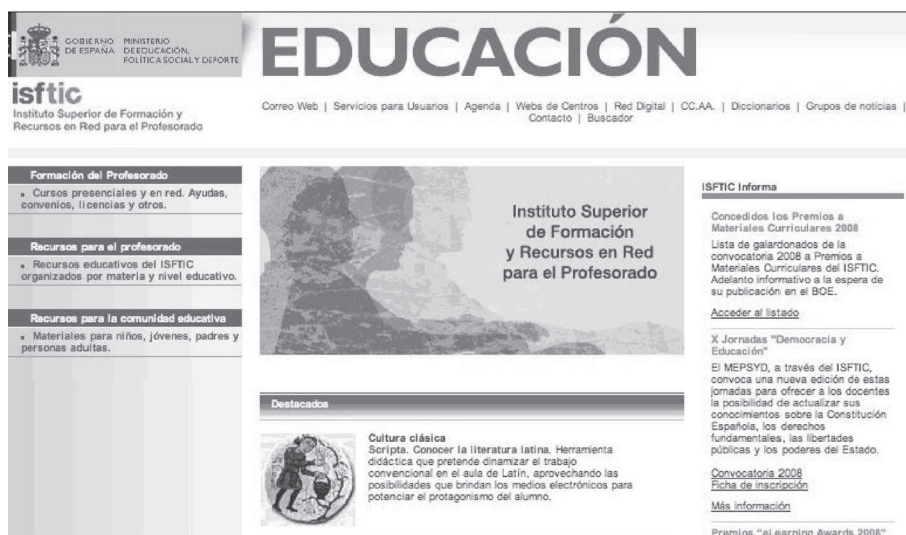 GOBIERNO
DE ESPAÑA
MINISTERIO
DE EDUCACIÓN,
POLÍTICA SOCIAL Y DEPORTE
isftic
Instituto Superior de Formación y
Recursos en Red para el Profesorado
EDUCACIÓN
Correo Web | Servicios para Usuarios | Agenda | Webs de Centros | Red Digital | CC.AA. | Diccionarios | Grupos de noticias |
Contacto | Buscador
Formación del Profesorado
Cursos presenciales y en red. Ayudas,
convenios, licencias y otros.
Recursos para el profesorado
Recursos educativos del ISFTIC
organizados por materia y nivel educativo.
Recursos para la comunidad educativa
Materiales para niños, jóvenes, padres y
personas adultas.
Instituto Superior
de Formación
y Recursos en Red
para el Profesorado
Destacados
Cultura clásica
Scripta. Conocer la literatura latina. Herramienta
didáctica que pretende dinamizar el trabajo
convencional en el aula de Latín, aprovechando las
posibilidades que brindan los medios electrónicos para
potenciar el protagonismo del alumno.
ISFTIC Informa
Concedidos los Premios a
Materiales Curriculares 2008
Lista de galardonados de la
convocatoria 2008 a Premios a
Materiales Curriculares del ISFTIC.
Adelanto informativo a la espera de
su publicación en el BOE.
Acceder al listado
X Jornadas "Democracia y
Educación"
El MEPSYD, a través del ISFTIC,
convoca una nueva edición de estas
jornadas para ofrecer a los docentes
la posibilidad de actualizar sus
conocimientos sobre la Constitución
Española, los derechos
fundamentales, las libertades
públicas y los poderes del Estado.
Convocatoria 2008
Ficha de inscripción
Más información
Premios "eLearning Awards 2008"